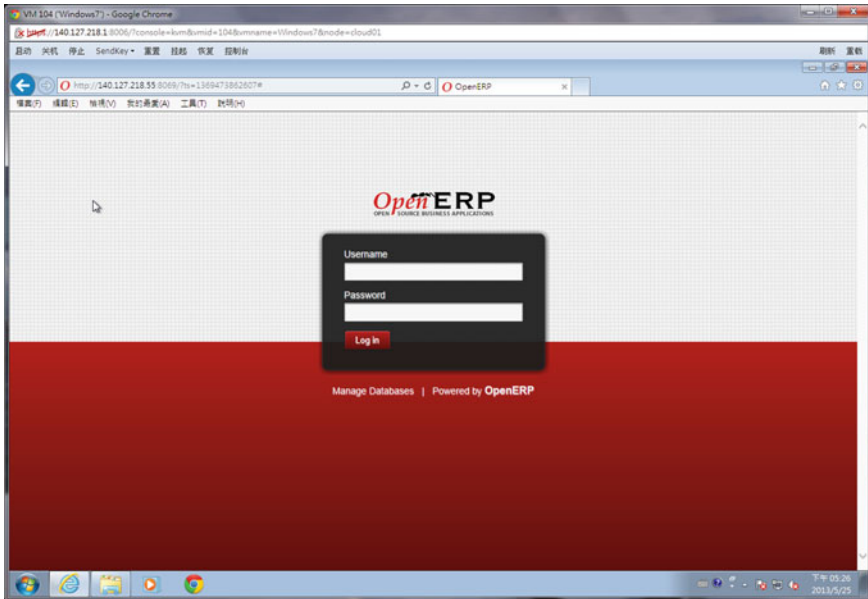 VM 104 ('Windows7') - Google Chrome
https://140.127.218.1:8006/?console=kvm&vmid=104&vmname=Windows7&node=cloud01
启动 关机 停止 SendKey 重置 挂起 恢复 控制台 刷新 重载
http://140.127.218.55:8069/?ts=1369473862607# OpenERP
檔案(F) 編輯(E) 檢視(V) 我的最愛(A) 工具(T) 說明(H)
OpenERP
OPEN SOURCE BUSINESS APPLICATIONS
Username
Password
Log in
Manage Databases | Powered by OpenERP
下午 05:26
2013/5/25